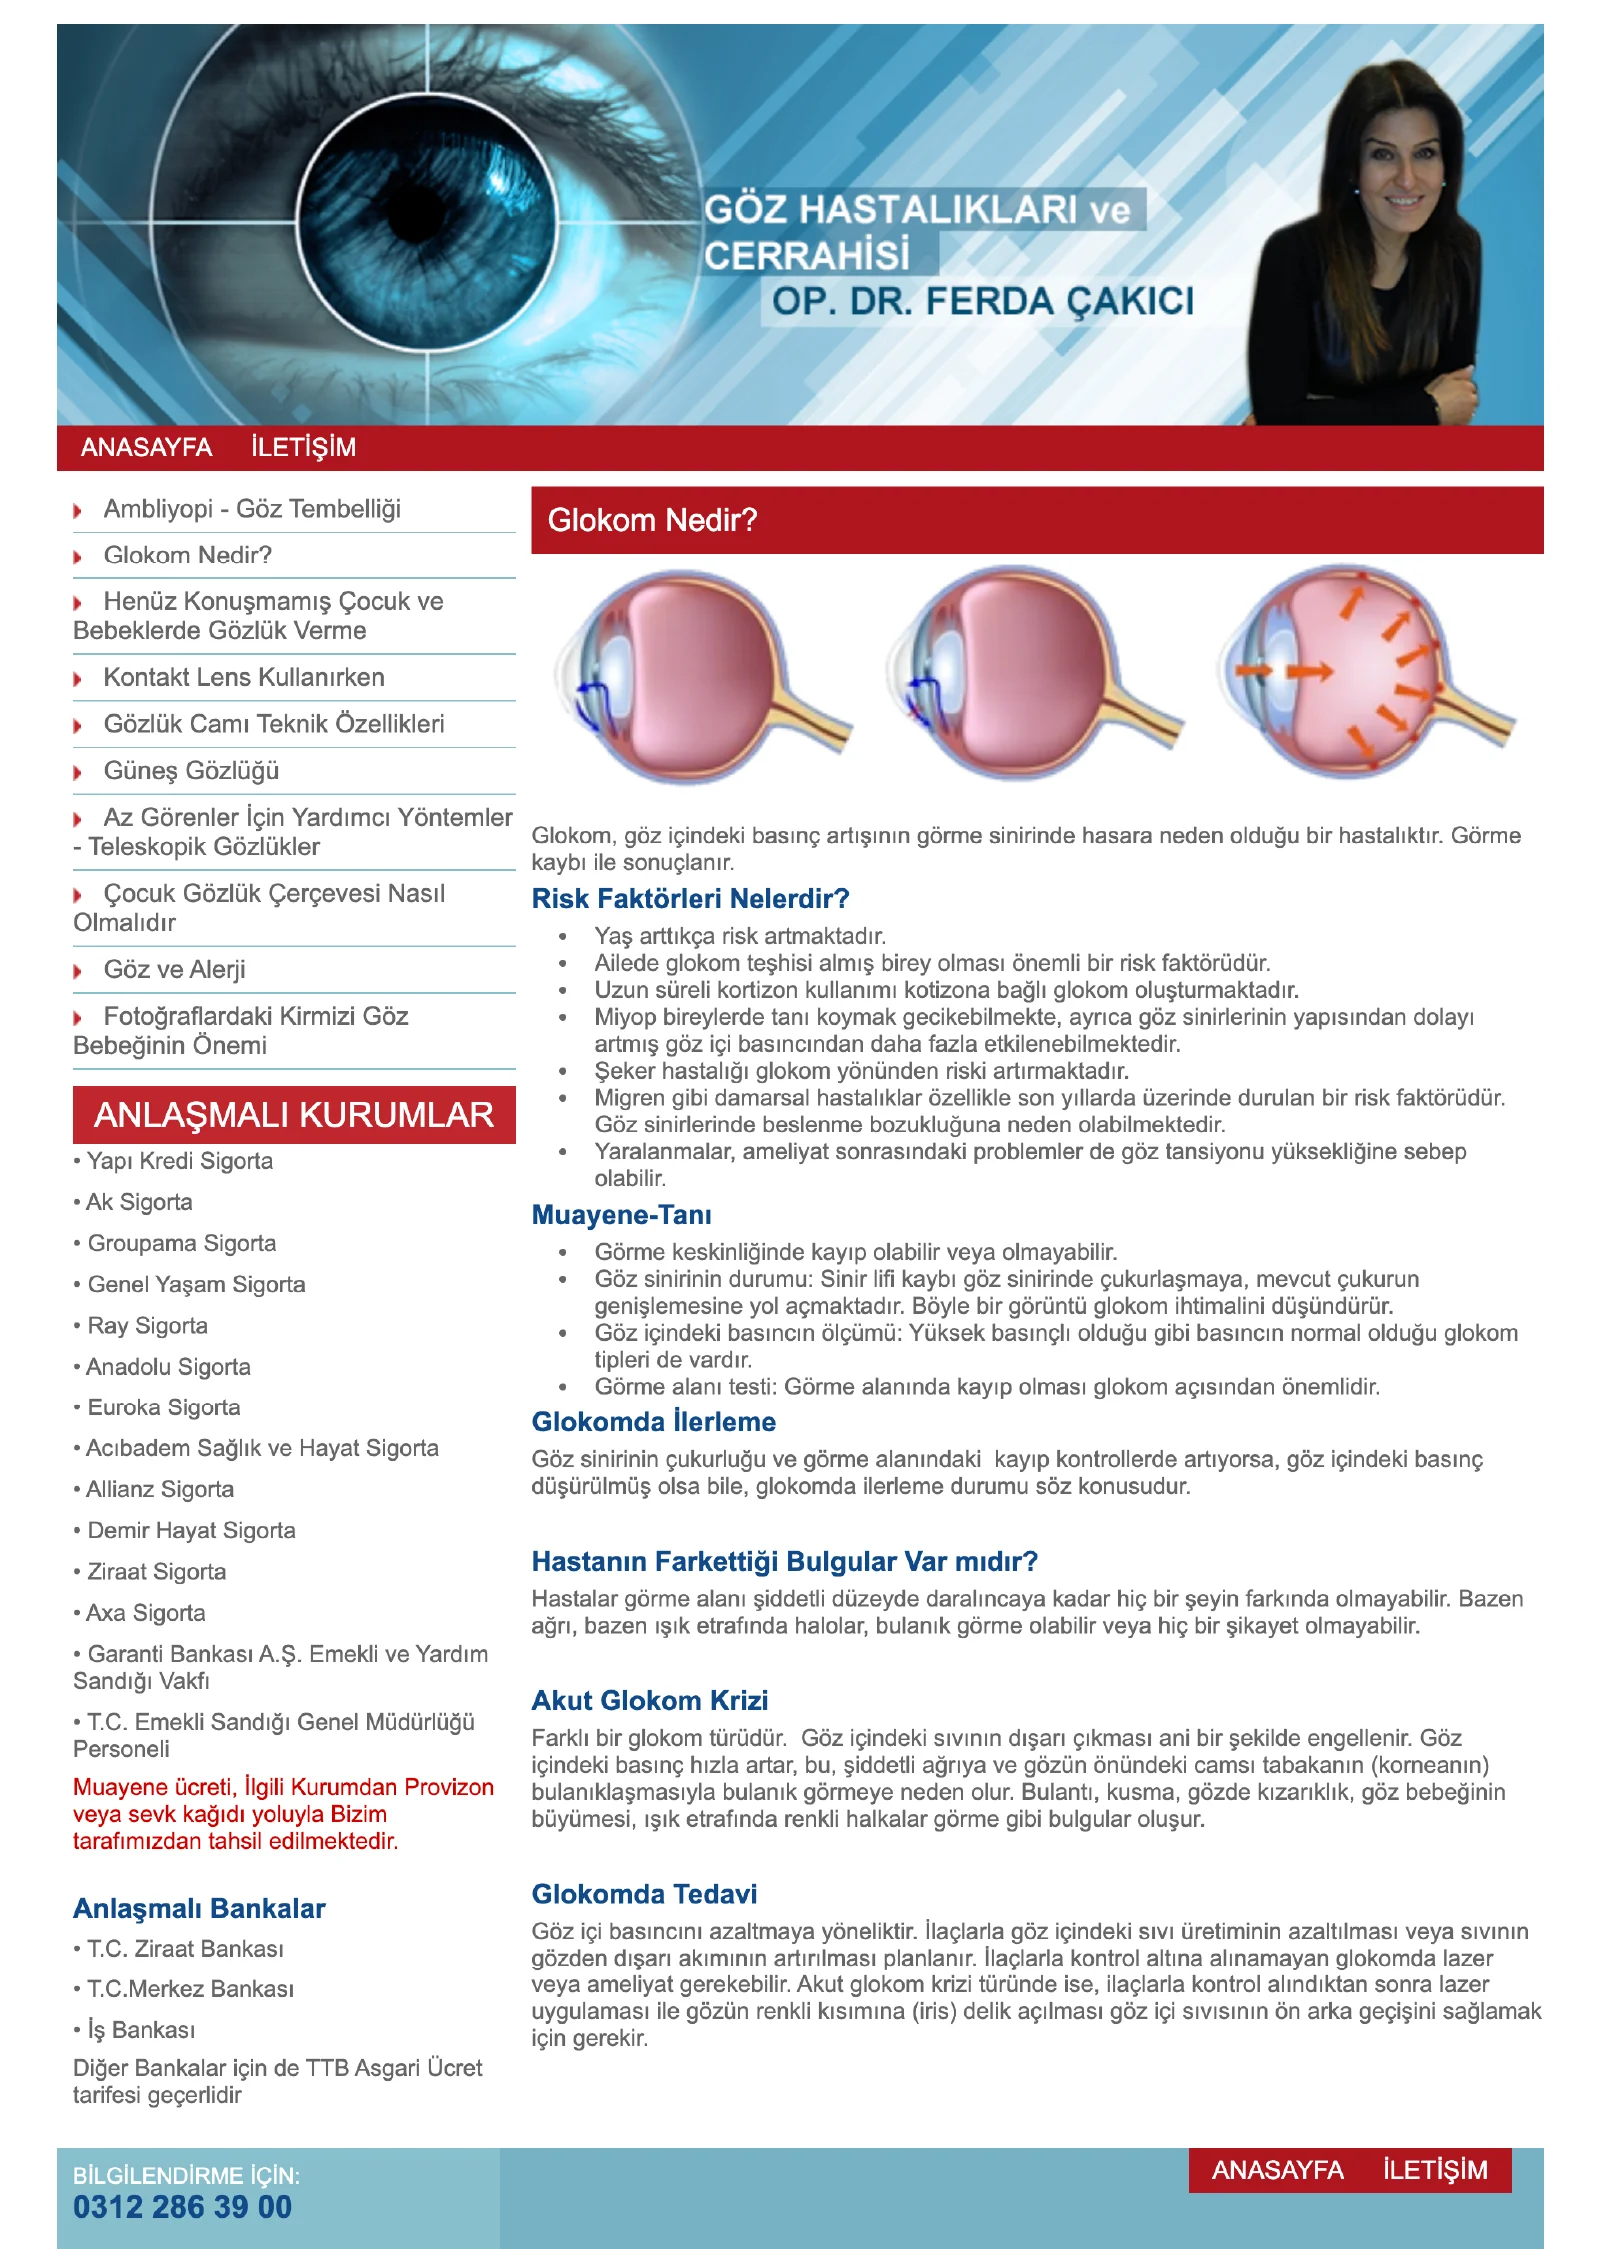 GÖZ HASTALIKLARI ve
CERRAHİSİ
OP. DR. FERDA ÇAKICI
ANASAYFA İLETİŞİM
Ambliyopi - Göz Tembelliği
Glokom Nedir?
Henüz Konuşmamış Çocuk ve
Bebeklerde Gözlük Verme
Kontakt Lens Kullanırken
Gözlük Camı Teknik Özellikleri
Güneş Gözlüğü
Az Görenler İçin Yardımcı Yöntemler
- Teleskopik Gözlükler
Çocuk Gözlük Çerçevesi Nasıl
Olmalıdır
Göz ve Alerji
Fotoğraflardaki Kirmizi Göz
Bebeğinin Önemi
ANLAŞMALI KURUMLAR
• Yapı Kredi Sigorta
• Ak Sigorta
• Groupama Sigorta
• Genel Yaşam Sigorta
• Ray Sigorta
• Anadolu Sigorta
• Euroka Sigorta
• Acıbadem Sağlık ve Hayat Sigorta
• Allianz Sigorta
• Demir Hayat Sigorta
• Ziraat Sigorta
• Axa Sigorta
• Garanti Bankası A.Ş. Emekli ve Yardım
Sandığı Vakfı
• T.C. Emekli Sandığı Genel Müdürlüğü
Personeli
Muayene ücreti, İlgili Kurumdan Provizon
veya sevk kağıdı yoluyla Bizim
tarafımızdan tahsil edilmektedir.
Anlaşmalı Bankalar
• T.C. Ziraat Bankası
• T.C.Merkez Bankası
• İş Bankası
Diğer Bankalar için de TTB Asgari Ücret
tarifesi geçerlidir
Glokom Nedir?
Glokom, göz içindeki basınç artışının görme sinirinde hasara neden olduğu bir hastalıktır. Görme
kaybı ile sonuçlanır.
Risk Faktörleri Nelerdir?
• Yaş arttıkça risk artmaktadır.
• Ailede glokom teşhisi almış birey olması önemli bir risk faktörüdür.
• Uzun süreli kortizon kullanımı kotizona bağlı glokom oluşturmaktadır.
• Miyop bireylerde tanı koymak gecikebilmekte, ayrıca göz sinirlerinin yapısından dolayı
artmış göz içi basıncından daha fazla etkilenebilmektedir.
• Şeker hastalığı glokom yönünden riski artırmaktadır.
• Migren gibi damarsal hastalıklar özellikle son yıllarda üzerinde durulan bir risk faktörüdür.
Göz sinirlerinde beslenme bozukluğuna neden olabilmektedir.
• Yaralanmalar, ameliyat sonrasındaki problemler de göz tansiyonu yüksekliğine sebep
olabilir.
Muayene-Tanı
• Görme keskinliğinde kayıp olabilir veya olmayabilir.
• Göz sinirinin durumu: Sinir lifi kaybı göz sinirinde çukurlaşmaya, mevcut çukurun
genişlemesine yol açmaktadır. Böyle bir görüntü glokom ihtimalini düşündürür.
• Göz içindeki basıncın ölçümü: Yüksek basınçlı olduğu gibi basıncın normal olduğu glokom
tipleri de vardır.
• Görme alanı testi: Görme alanında kayıp olması glokom açısından önemlidir.
Glokomda İlerleme
Göz sinirinin çukurluğu ve görme alanındaki  kayıp kontrollerde artıyorsa, göz içindeki basınç
düşürülmüş olsa bile, glokomda ilerleme durumu söz konusudur.
Hastanın Farkettiği Bulgular Var mıdır?
Hastalar görme alanı şiddetli düzeyde daralıncaya kadar hiç bir şeyin farkında olmayabilir. Bazen
ağrı, bazen ışık etrafında halolar, bulanık görme olabilir veya hiç bir şikayet olmayabilir.
Akut Glokom Krizi
Farklı bir glokom türüdür.  Göz içindeki sıvının dışarı çıkması ani bir şekilde engellenir. Göz
içindeki basınç hızla artar, bu, şiddetli ağrıya ve gözün önündeki camsı tabakanın (korneanın)
bulanıklaşmasıyla bulanık görmeye neden olur. Bulantı, kusma, gözde kızarıklık, göz bebeğinin
büyümesi, ışık etrafında renkli halkalar görme gibi bulgular oluşur.
Glokomda Tedavi
Göz içi basıncını azaltmaya yöneliktir. İlaçlarla göz içindeki sıvı üretiminin azaltılması veya sıvının
gözden dışarı akımının artırılması planlanır. İlaçlarla kontrol altına alınamayan glokomda lazer
veya ameliyat gerekebilir. Akut glokom krizi türünde ise, ilaçlarla kontrol alındıktan sonra lazer
uygulaması ile gözün renkli kısımına (iris) delik açılması göz içi sıvısının ön arka geçişini sağlamak
için gerekir.
BİLGİLENDİRME İÇİN:
0312 286 39 00
ANASAYFA İLETİŞİM